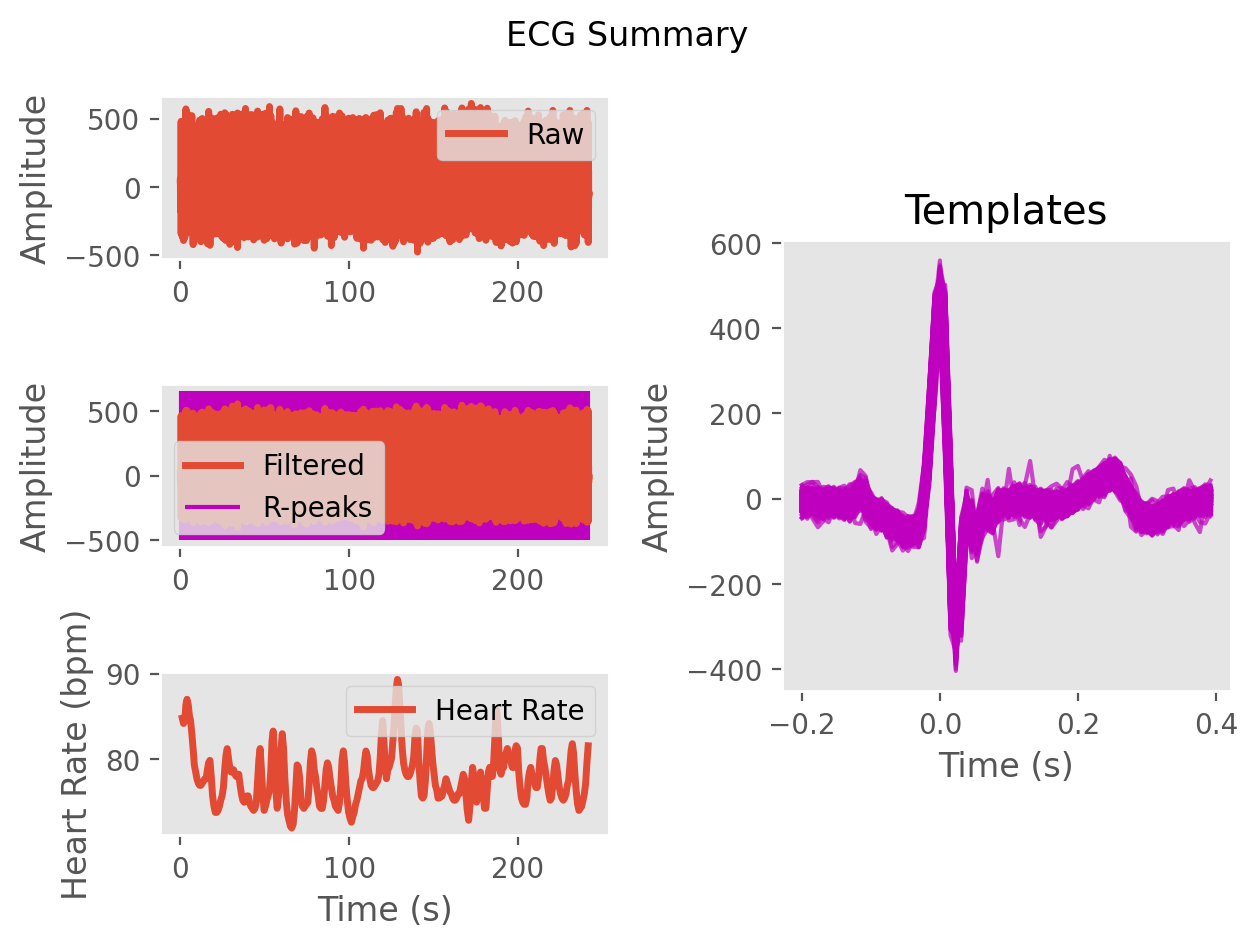 ECG Summary
Amplitude
500
0
−500
Raw
0
100
200
Amplitude
500
0
−500
Filtered
R-peaks
0
100
200
Heart Rate (bpm)
90
80
Heart Rate
0
100
200
Time (s)
Templates
Amplitude
600
400
200
0
−200
−400
−0.2
0.0
0.2
0.4
Time (s)